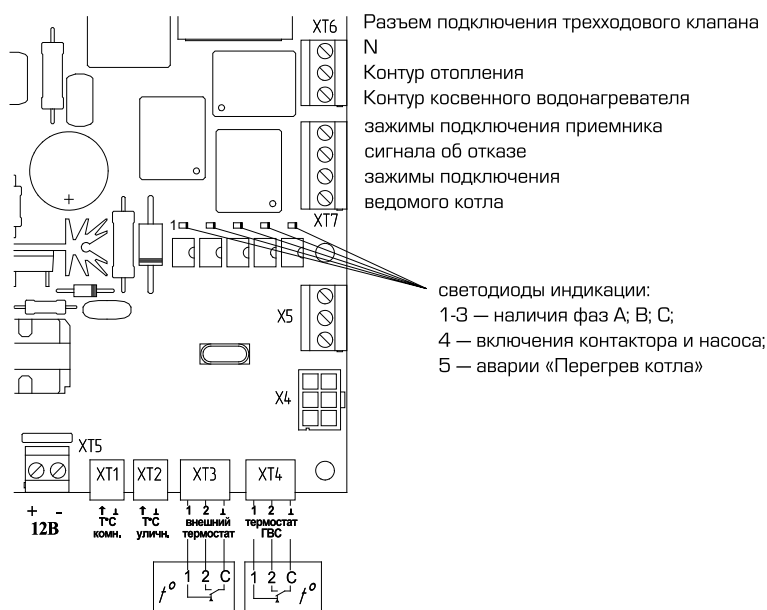 XT6
Разъем подключения трехходового клапана
N
Контур отопления
Контур косвенного водонагревателя
зажимы подключения приемника
сигнала об отказе
зажимы подключения
ведомого котла
+
XT7
1
светодиоды индикации:
1-3 — наличия фаз А; В; С;
4 — включения контактора и насоса;
5 — аварии «Перегрев котла»
X5
X4
XT5
XT1 XT2 XT3 XT4
+ -
12В
↑ ⊥
T°C
комн.
↑ ⊥
T°C
уличн.
1 2 ⊥
внешний
термостат
1 2 ⊥
термостат
ГВС
1 2 C
t°
1 2 C
t°